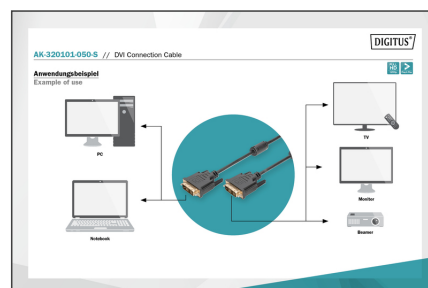 DIGITUS®
AK-320101-050-S // DVI Connection Cable
Anwendungsbeispiel
Example of use
PC
Notebook
TV
Monitor
Beamer